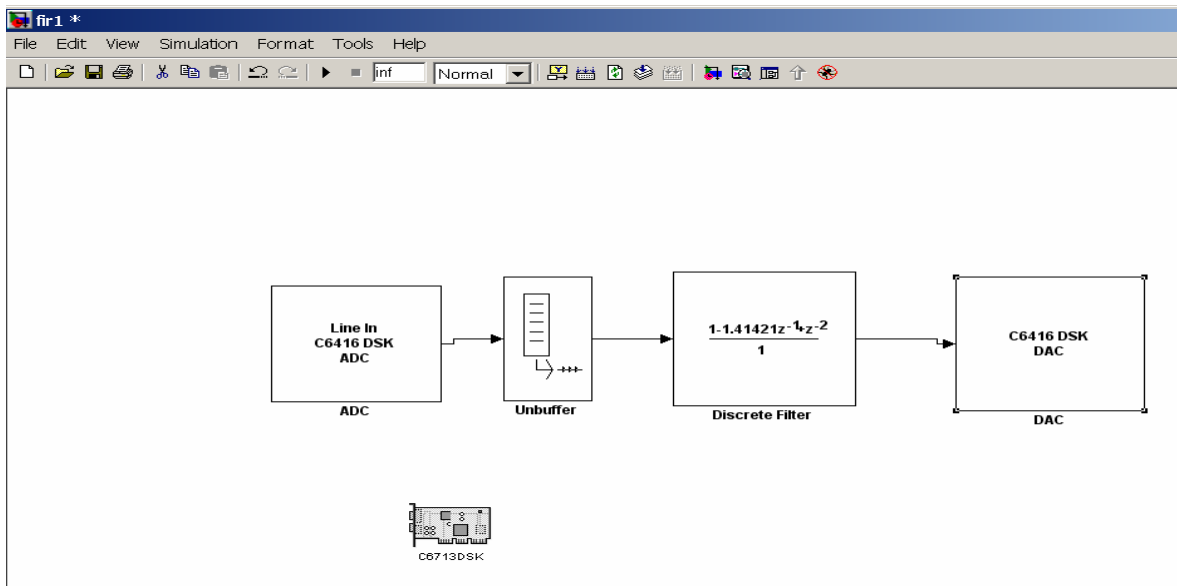 fir1 *
File Edit View Simulation Format Tools Help
inf Normal
Line In
C6416 DSK
ADC
ADC
Unbuffer
1-1.41421z-1+z-2
1
Discrete Filter
C6416 DSK
DAC
DAC
C6713DSK